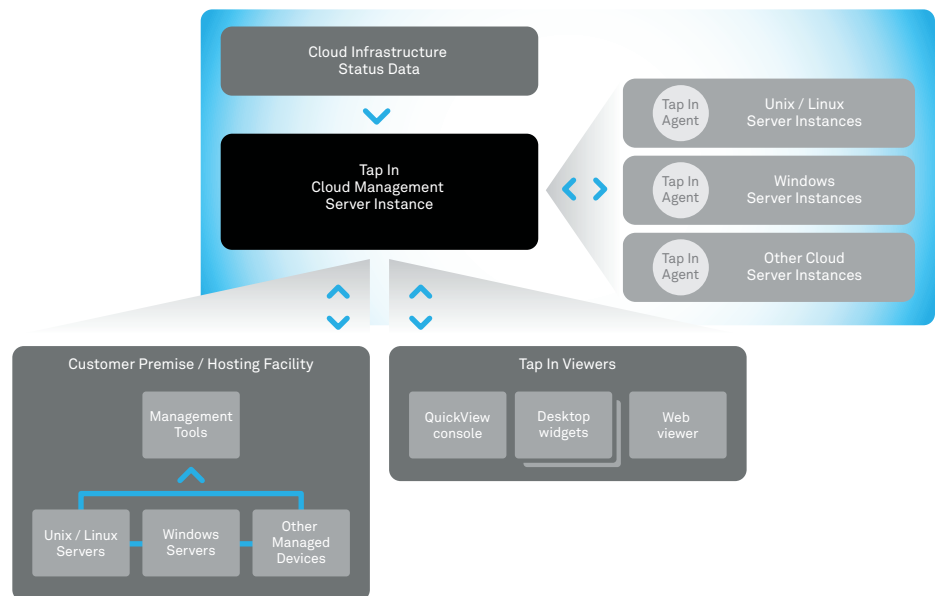 Cloud Infrastructure
Status Data
Tap In
Cloud Management
Server Instance
Tap In
Agent
Unix / Linux
Server Instances
Tap In
Agent
Windows
Server Instances
Tap In
Agent
Other Cloud
Server Instances
Customer Premise / Hosting Facility
Management
Tools
Unix / Linux
Servers
Windows
Servers
Other
Managed
Devices
Tap In Viewers
QuickView
console
Desktop
widgets
Web
viewer